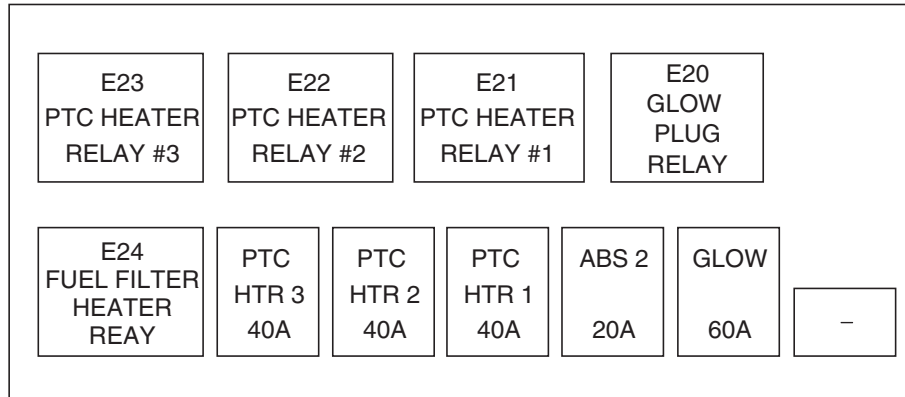 E23
PTC HEATER
RELAY #3
E22
PTC HEATER
RELAY #2
E21
PTC HEATER
RELAY #1
E20
GLOW
PLUG
RELAY
E24
FUEL FILTER
HEATER
REAY
PTC
HTR 3
40A
PTC
HTR 2
40A
PTC
HTR 1
40A
ABS 2
20A
GLOW
60A
–